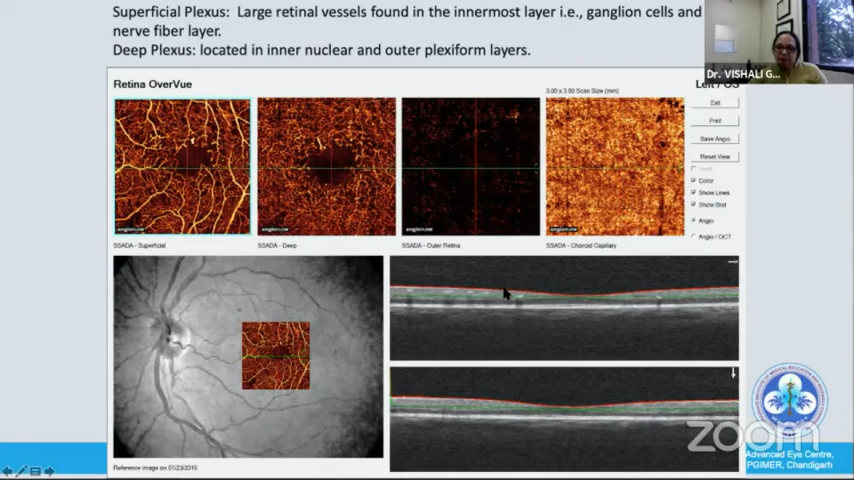 Superficial Plexus: Large retinal vessels found in the innermost layer i.e., ganglion cells and
nerve fiber layer.
Deep Plexus: located in inner nuclear and outer plexiform layers.
Dr. VISHALI G...
Retina OverVue
3.00 x 3.00 Scan Size (mm)
Left / OS
Exit
Print
Save Angio
Reset View
Color
Show Lines
Show Bnd
Angio
Angio / OCT
SSADA - Superficial
SSADA - Deep
SSADA - Outer Retina
SSADA - Choroid Capillary
Reference image on 01/23/2015
zoom
Advanced Eye Centre,
PGIMER, Chandigarh